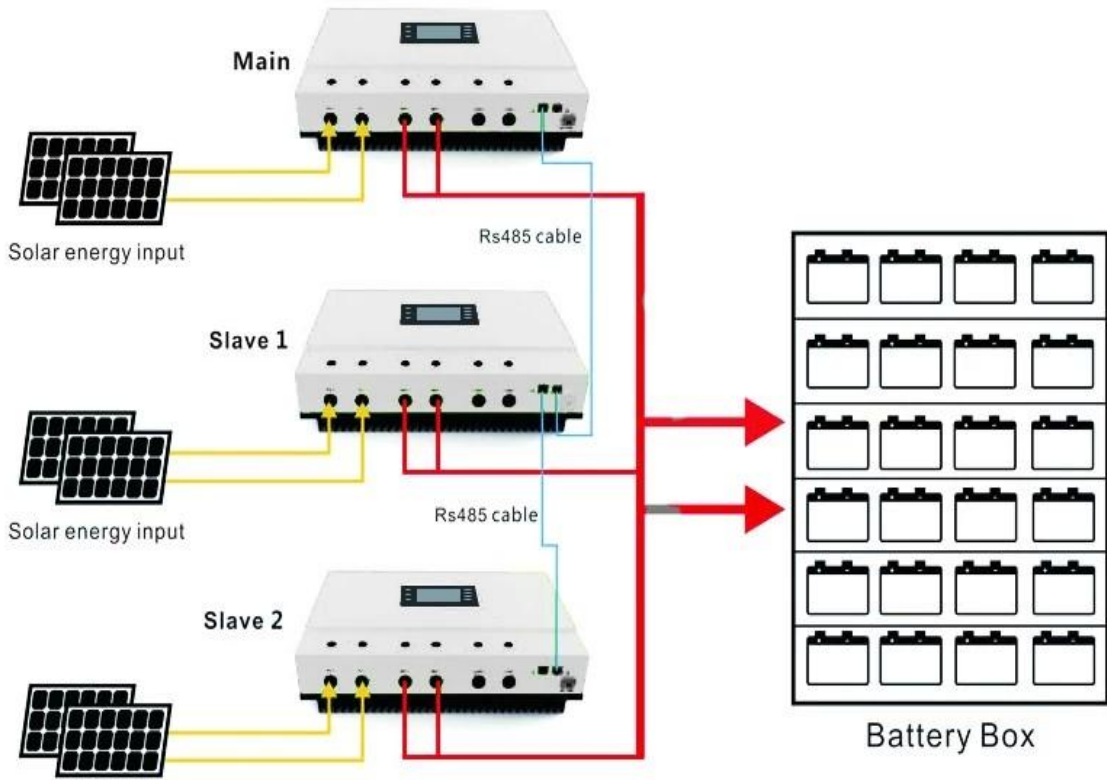 Main
Solar energy input
Rs485 cable
Slave 1
Solar energy input
Rs485 cable
Slave 2
Battery Box